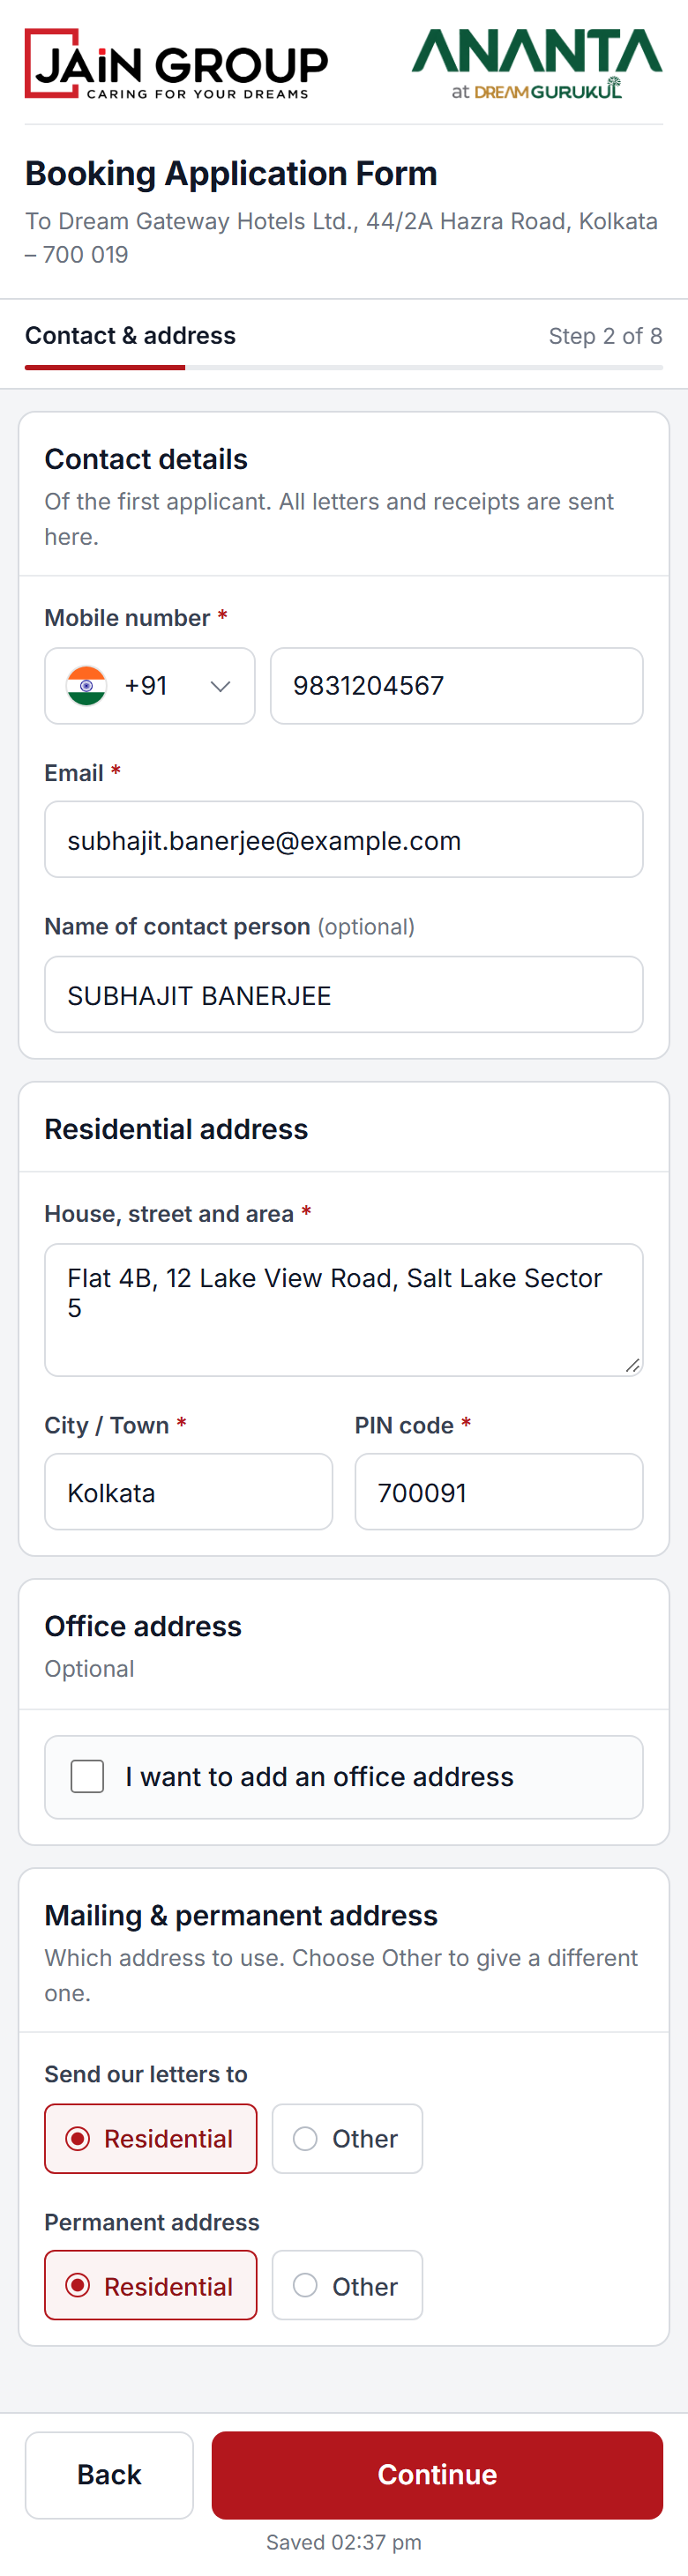 JAiN GROUP
CARING FOR YOUR DREAMS
ANANTA
at DREAM GURUKUL
Booking Application Form
To Dream Gateway Hotels Ltd., 44/2A Hazra Road, Kolkata
– 700 019
Contact & address
Step 2 of 8
Contact details
Of the first applicant. All letters and receipts are sent
here.
Mobile number *
+91
9831204567
Email *
subhajit.banerjee@example.com
Name of contact person (optional)
SUBHAJIT BANERJEE
Residential address
House, street and area *
Flat 4B, 12 Lake View Road, Salt Lake Sector
5
City / Town *
PIN code *
Kolkata
700091
Office address
Optional
I want to add an office address
Mailing & permanent address
Which address to use. Choose Other to give a different
one.
Send our letters to
Residential
Other
Permanent address
Residential
Other
Back
Continue
Saved 02:37 pm